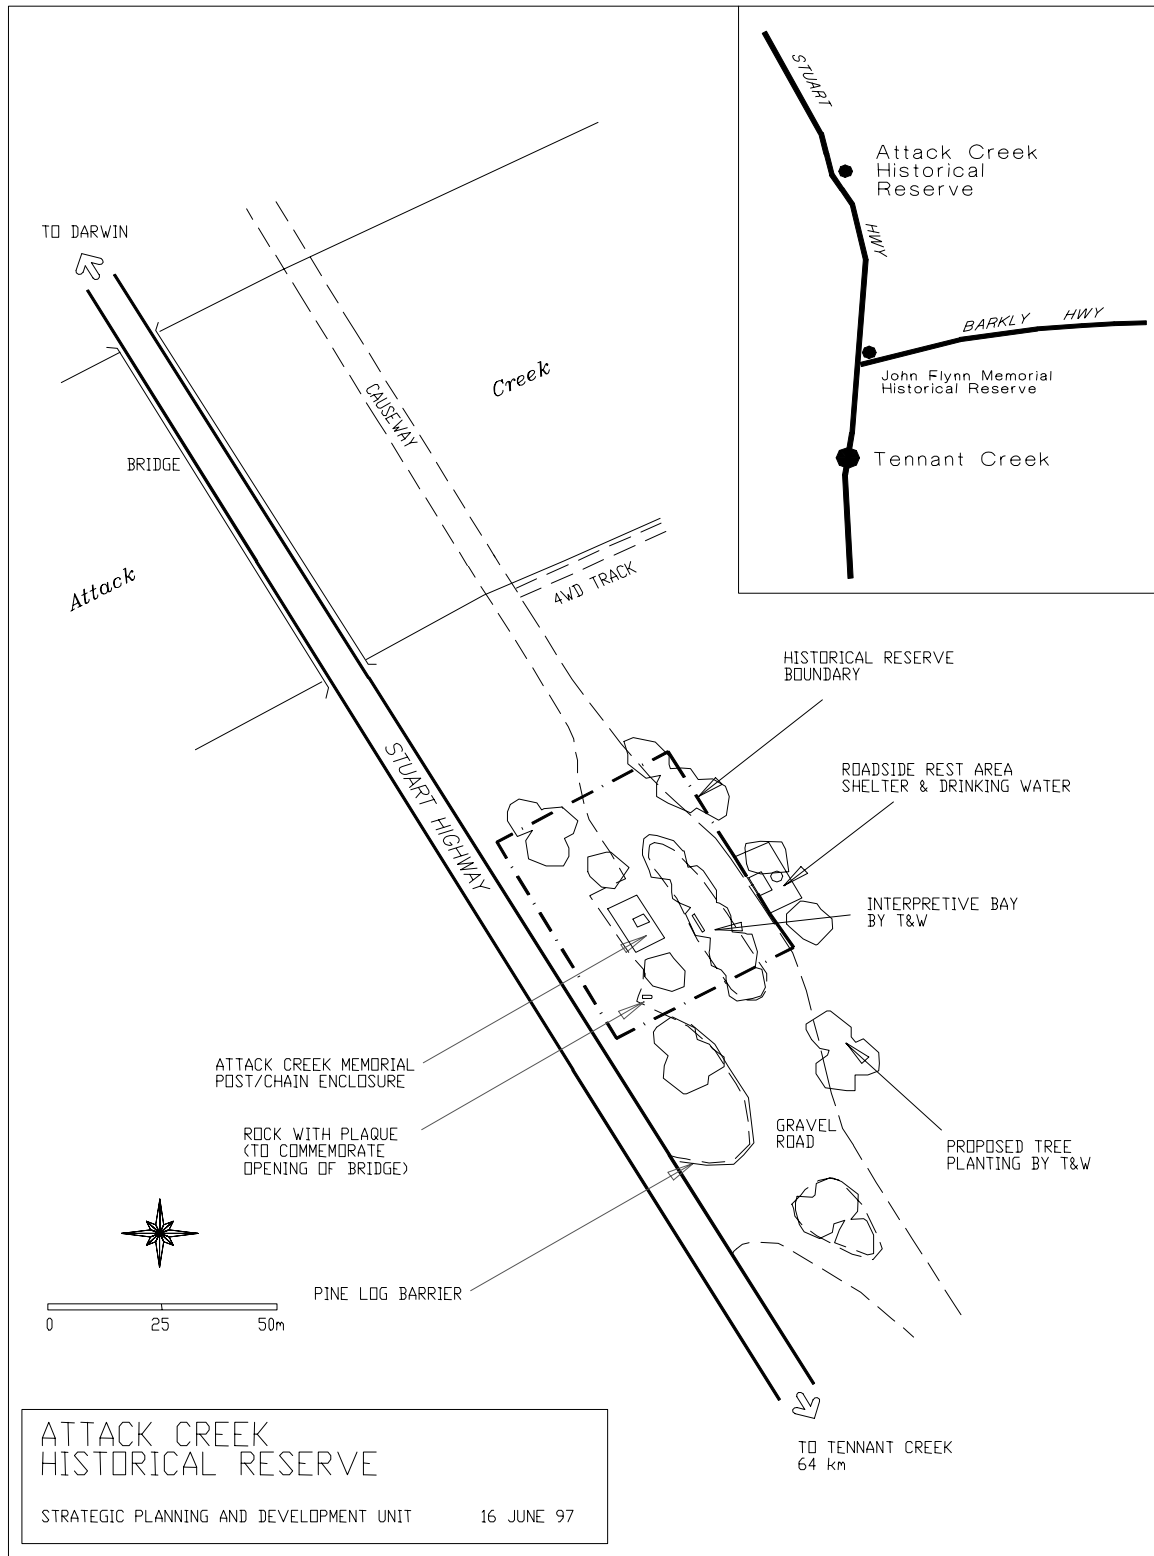 STUART
HWY
Attack Creek
Historical
Reserve
BARKLY HWY
John Flynn Memorial
Historical Reserve
Tennant Creek
TO DARWIN
Creek
CAUSEWAY
BRIDGE
Attack
4WD TRACK
HISTORICAL RESERVE
BOUNDARY
STUART HIGHWAY
ROADSIDE REST AREA
SHELTER & DRINKING WATER
INTERPRETIVE BAY
BY T&W
ATTACK CREEK MEMORIAL
POST/CHAIN ENCLOSURE
ROCK WITH PLAQUE
(TO COMMEMORATE
OPENING OF BRIDGE)
GRAVEL
ROAD
PROPOSED TREE
PLANTING BY T&W
PINE LOG BARRIER
0 25 50m
TO TENNANT CREEK
64 km
ATTACK CREEK
HISTORICAL RESERVE
STRATEGIC PLANNING AND DEVELOPMENT UNIT 16 JUNE 97